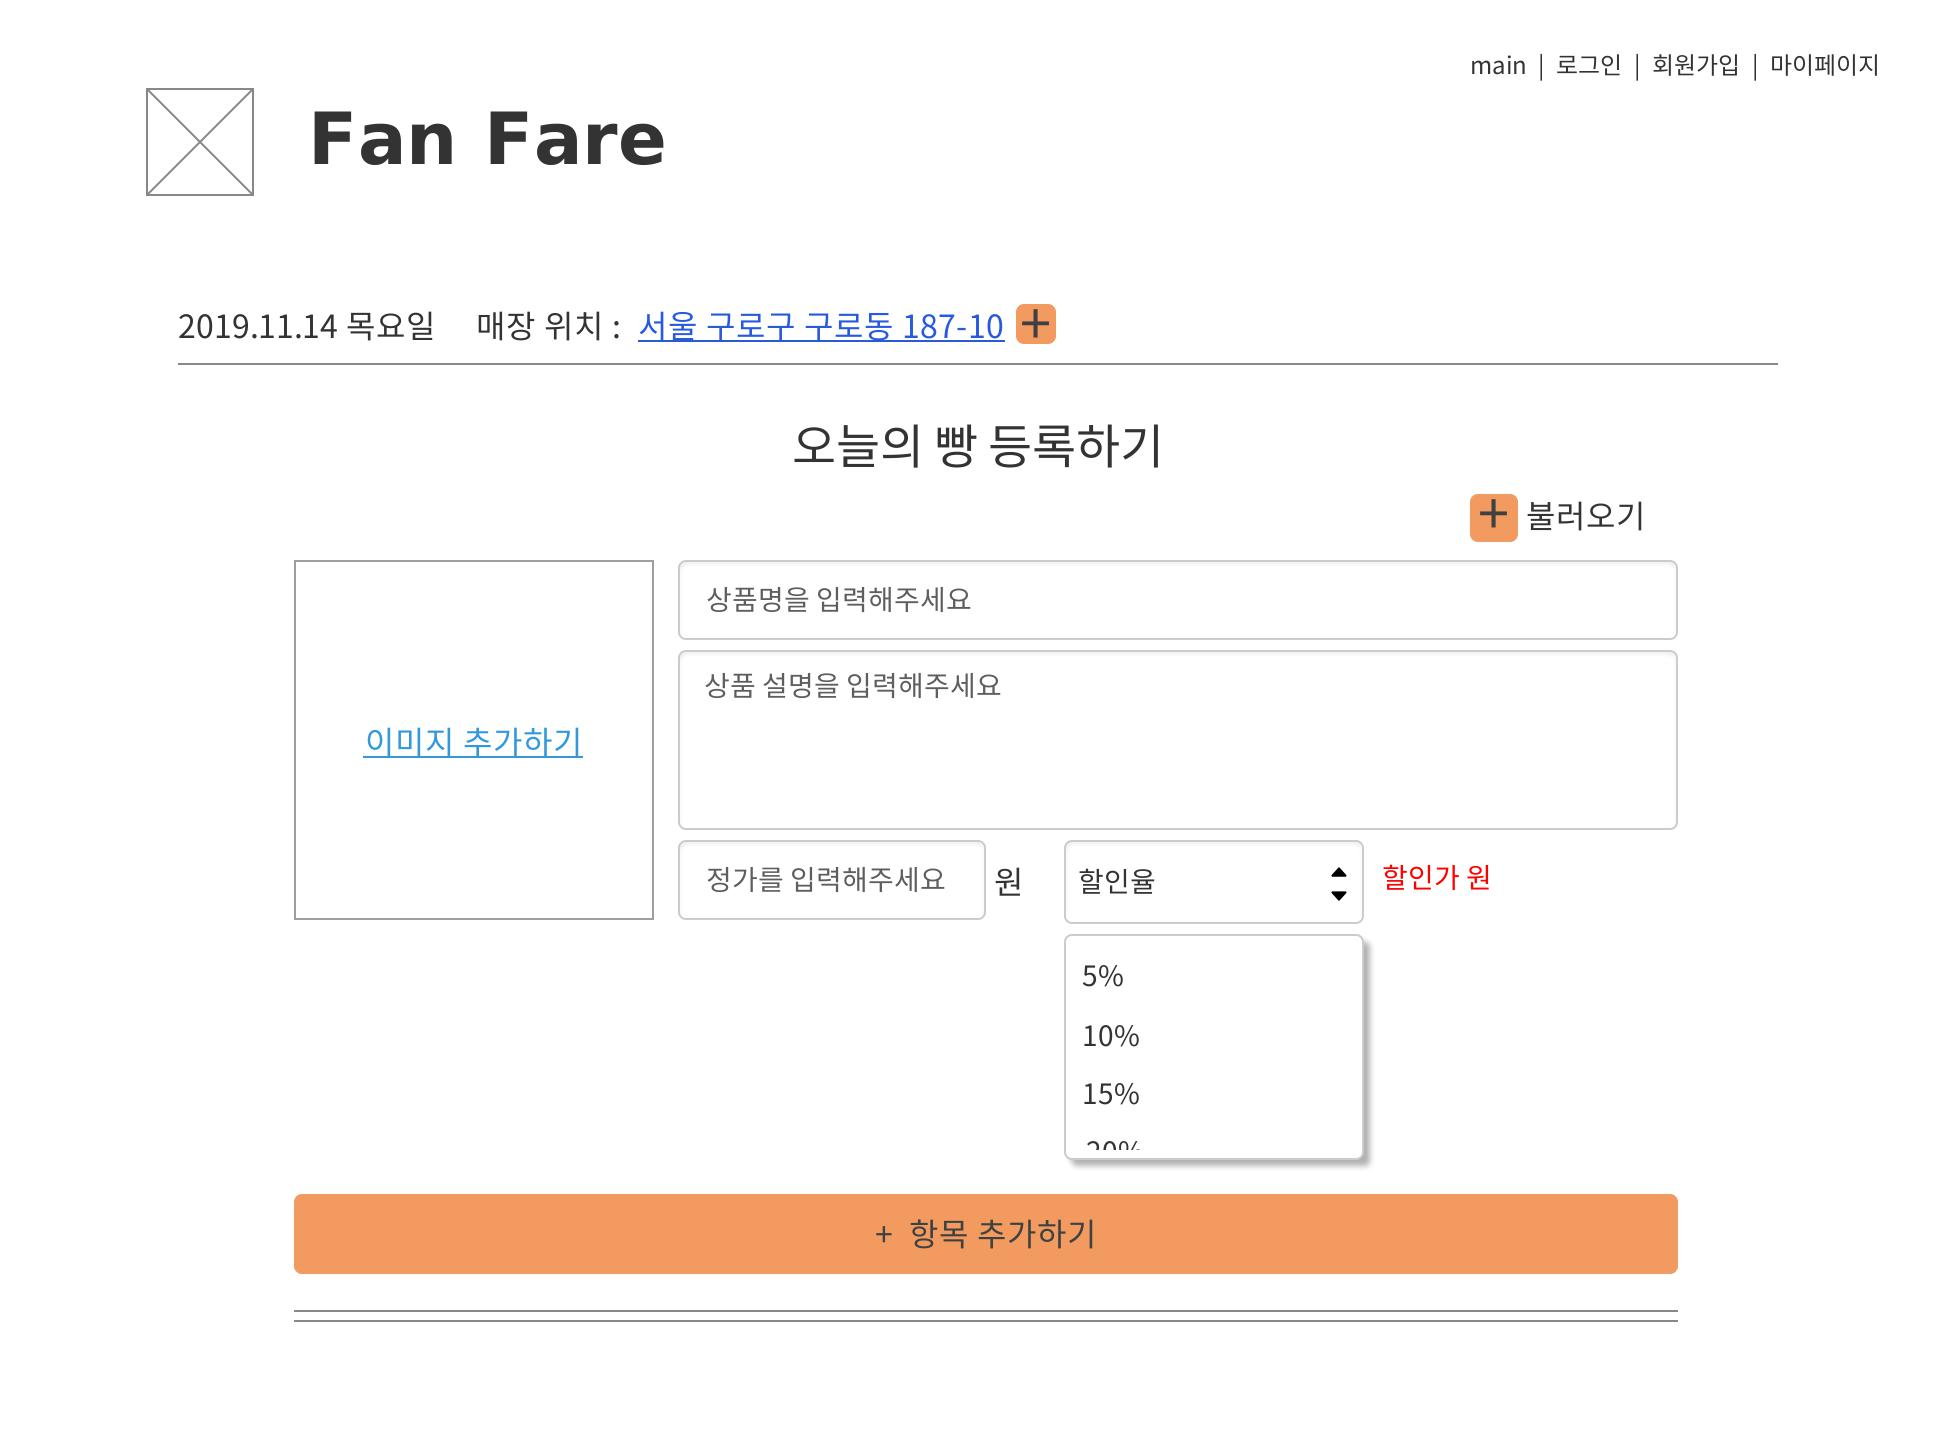 main | 로그인 | 회원가입 | 마이페이지
Fan Fare
2019.11.14 목요일 매장 위치 : 서울 구로구 구로동 187-10 +
오늘의 빵 등록하기
+ 불러오기
이미지 추가하기
상품명을 입력해주세요
상품 설명을 입력해주세요
정가를 입력해주세요 원 할인율 할인가 원
5%
10%
15%
20%
+ 항목 추가하기